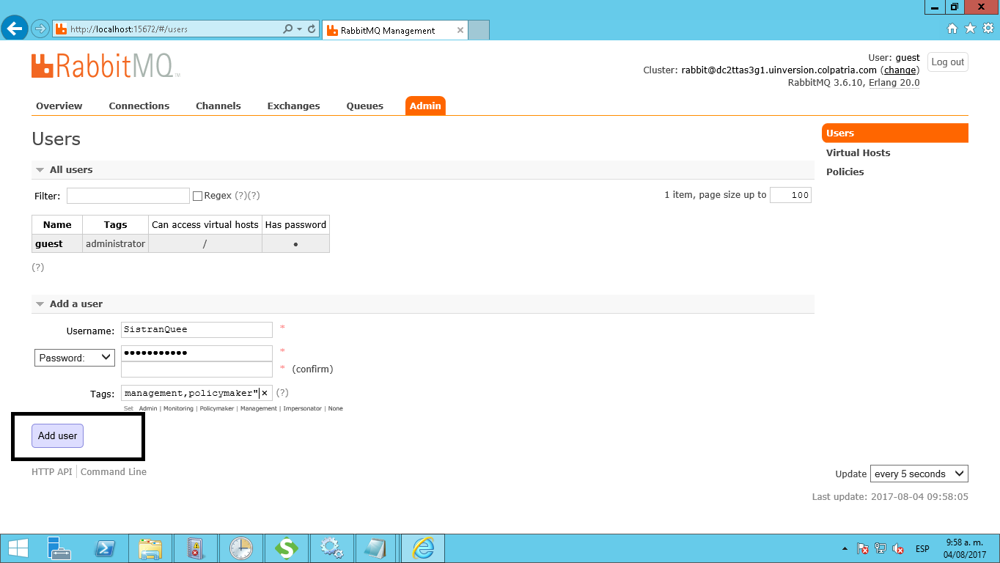 http://localhost:15672/#/users
RabbitMQ Management
RabbitMQ™
User: guest
Log out
Cluster: rabbit@dc2ttas3g1.uinversion.colpatria.com (change)
RabbitMQ 3.6.10, Erlang 20.0
Overview Connections Channels Exchanges Queues Admin
Users
Users
Virtual Hosts
Policies
All users
Filter: Regex (?)(?) 1 item, page size up to 100
Name Tags Can access virtual hosts Has password
guest administrator / ●
(?)
Add a user
Username: SistranQuee *
Password: ●●●●●●●●●●● *
* (confirm)
Tags: management,policymaker" × (?)
Set Admin | Monitoring | Policymaker | Management | Impersonator | None
Add user
HTTP API Command Line
Update every 5 seconds
Last update: 2017-08-04 09:58:05
ESP
9:58 a. m.
04/08/2017